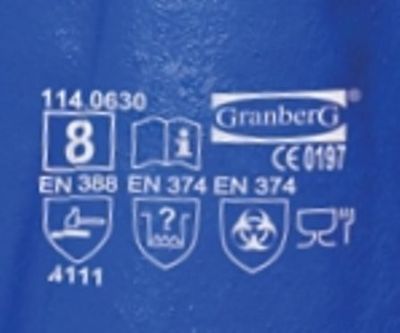 114.0630
GranberG®
8
i
CE 0197
EN 388 EN 374 EN 374
?
4111